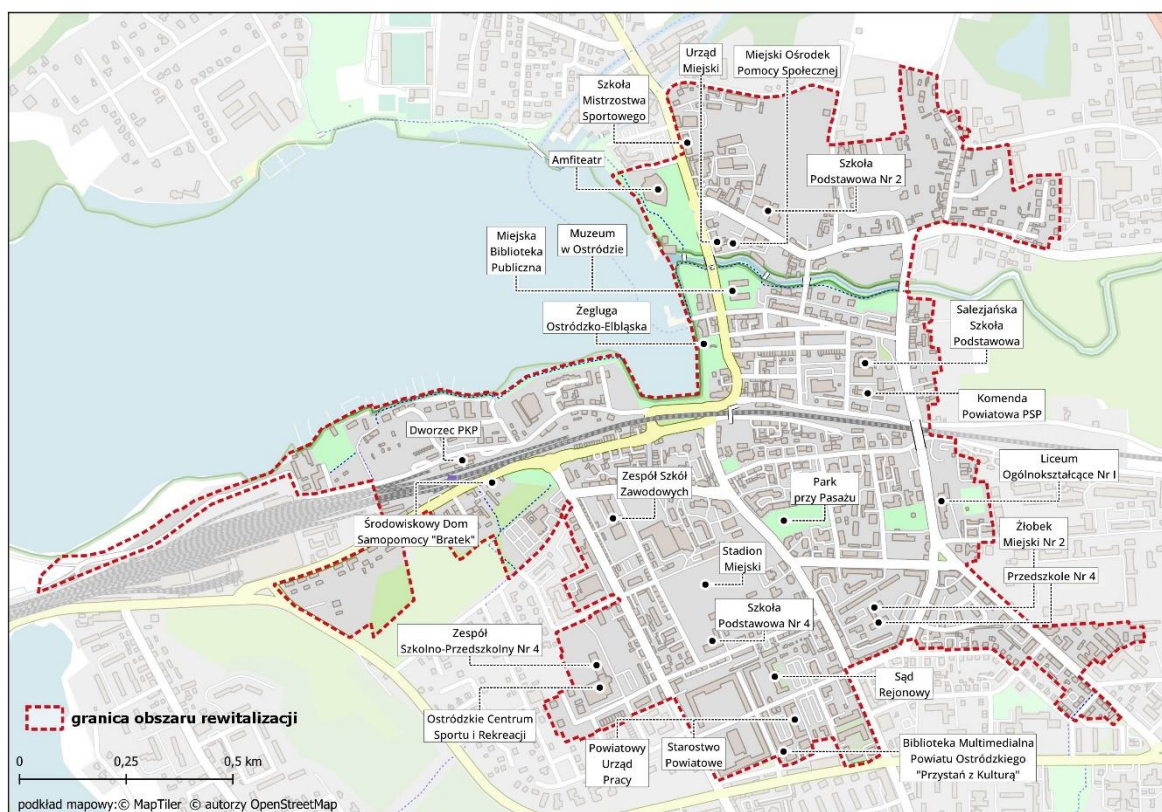 Urząd
Miejski
Miejski Ośrodek
Pomocy Społecznej
Szkoła
Mistrzostwa
Sportowego
Amfiteatr
Szkoła
Podstawowa Nr 2
Miejska
Biblioteka
Publiczna
Muzeum
w Ostródzie
Żegluga
Ostródzko-Elbląska
Salezjańska
Szkoła
Podstawowa
Komenda
Powiatowa PSP
Dworzec PKP
Zespół Szkół
Zawodowych
Park
przy Pasażu
Liceum
Ogólnokształcące Nr I
Środowiskowy Dom
Samopomocy "Bratek"
Żłobek
Miejski Nr 2
Przedszkole Nr 4
Stadion
Miejski
Szkoła
Podstawowa Nr 4
Zespół
Szkolno-Przedszkolny Nr 4
Sąd
Rejonowy
Ostródzkie Centrum
Sportu i Rekreacji
Powiatowy
Urząd
Pracy
Starostwo
Powiatowe
Biblioteka Multimedialna
Powiatu Ostródzkiego
"Przystań z Kulturą"
granica obszaru rewitalizacji
0 0,25 0,5 km
podkład mapowy:© MapTiler © autorzy OpenStreetMap